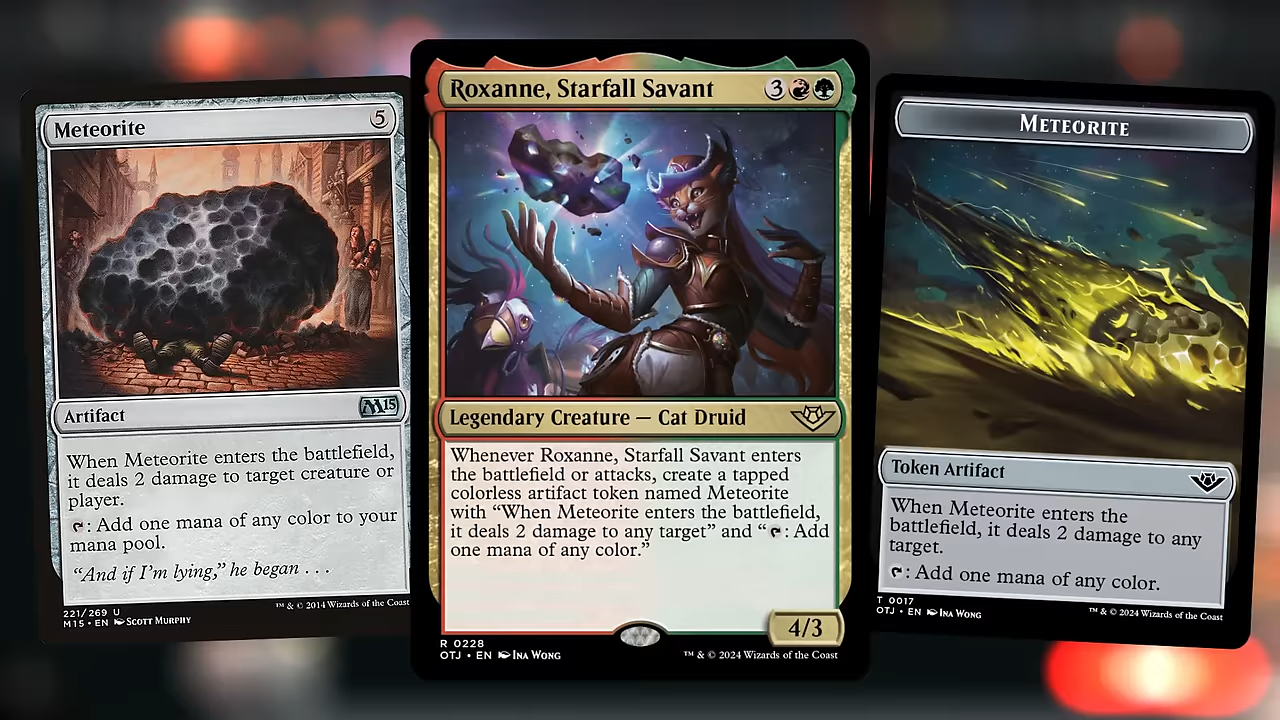 Meteorite 5
Artifact M15
When Meteorite enters the battlefield,
it deals 2 damage to target creature or
player.
: Add one mana of any color to your
mana pool.
“And if I’m lying,” he began . . .
221/269 U
M15 • EN Scott Murphy
™ & © 2014 Wizards of the Coast
Roxanne, Starfall Savant 3
Legendary Creature — Cat Druid
Whenever Roxanne, Starfall Savant enters
the battlefield or attacks, create a tapped
colorless artifact token named Meteorite
with “When Meteorite enters the battlefield,
it deals 2 damage to any target” and “: Add
one mana of any color.”
4/3
R 0228
OTJ • EN Ina Wong
™ & © 2024 Wizards of the Coast
Meteorite
Token Artifact
When Meteorite enters the
battlefield, it deals 2 damage to any
target.
: Add one mana of any color.
T 0017
OTJ • EN Ina Wong
™ & © 2024 Wizards of the Coast